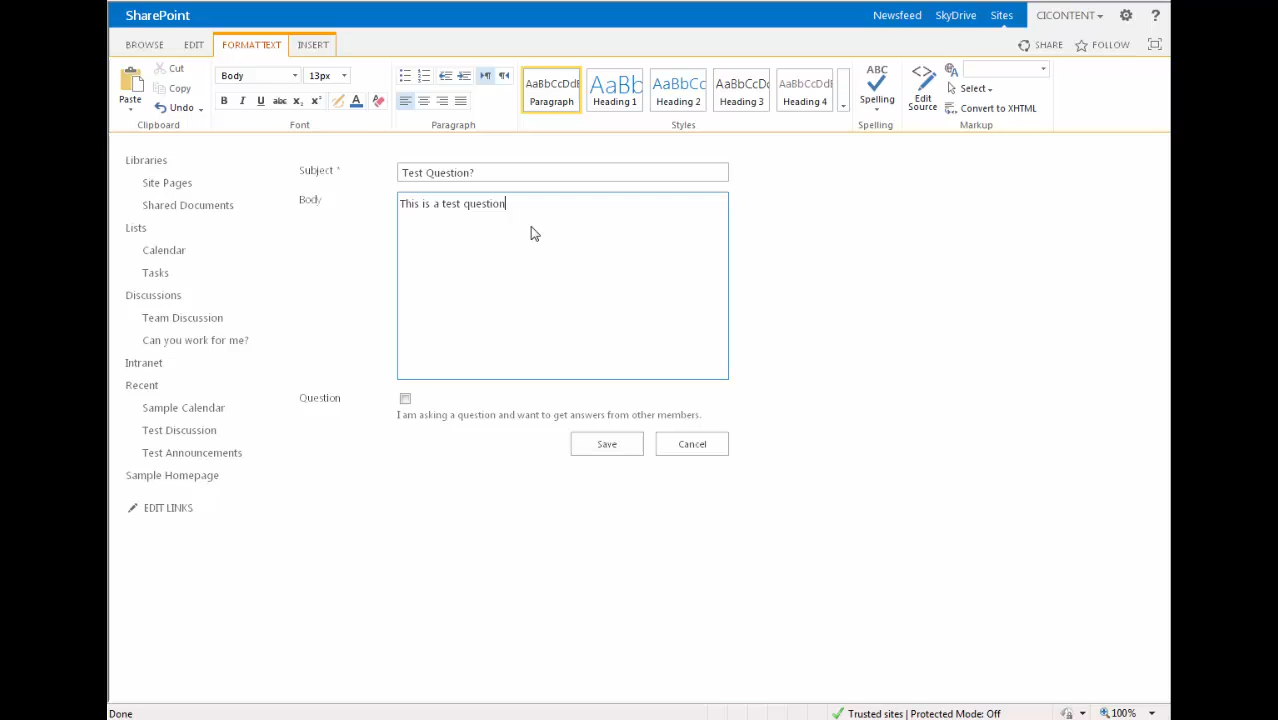 SharePoint Newsfeed SkyDrive Sites CICONTENT ?
BROWSE EDIT FORMAT TEXT INSERT SHARE FOLLOW
Paste Cut Copy Undo
Clipboard
Body 13px
B I U abc x₂ x² A
Font
Paragraph
AaBbCcDdE AaBb AaBbCc AaBbCcDc AaBbCcDdE
Paragraph Heading 1 Heading 2 Heading 3 Heading 4
Styles
ABC
Spelling
Spelling
Edit Source
Select
Convert to XHTML
Markup
Libraries
Site Pages
Shared Documents
Lists
Calendar
Tasks
Discussions
Team Discussion
Can you work for me?
Intranet
Recent
Sample Calendar
Test Discussion
Test Announcements
Sample Homepage
EDIT LINKS
Subject * Test Question?
Body This is a test question
Question
I am asking a question and want to get answers from other members.
Save Cancel
Done Trusted sites | Protected Mode: Off 100%